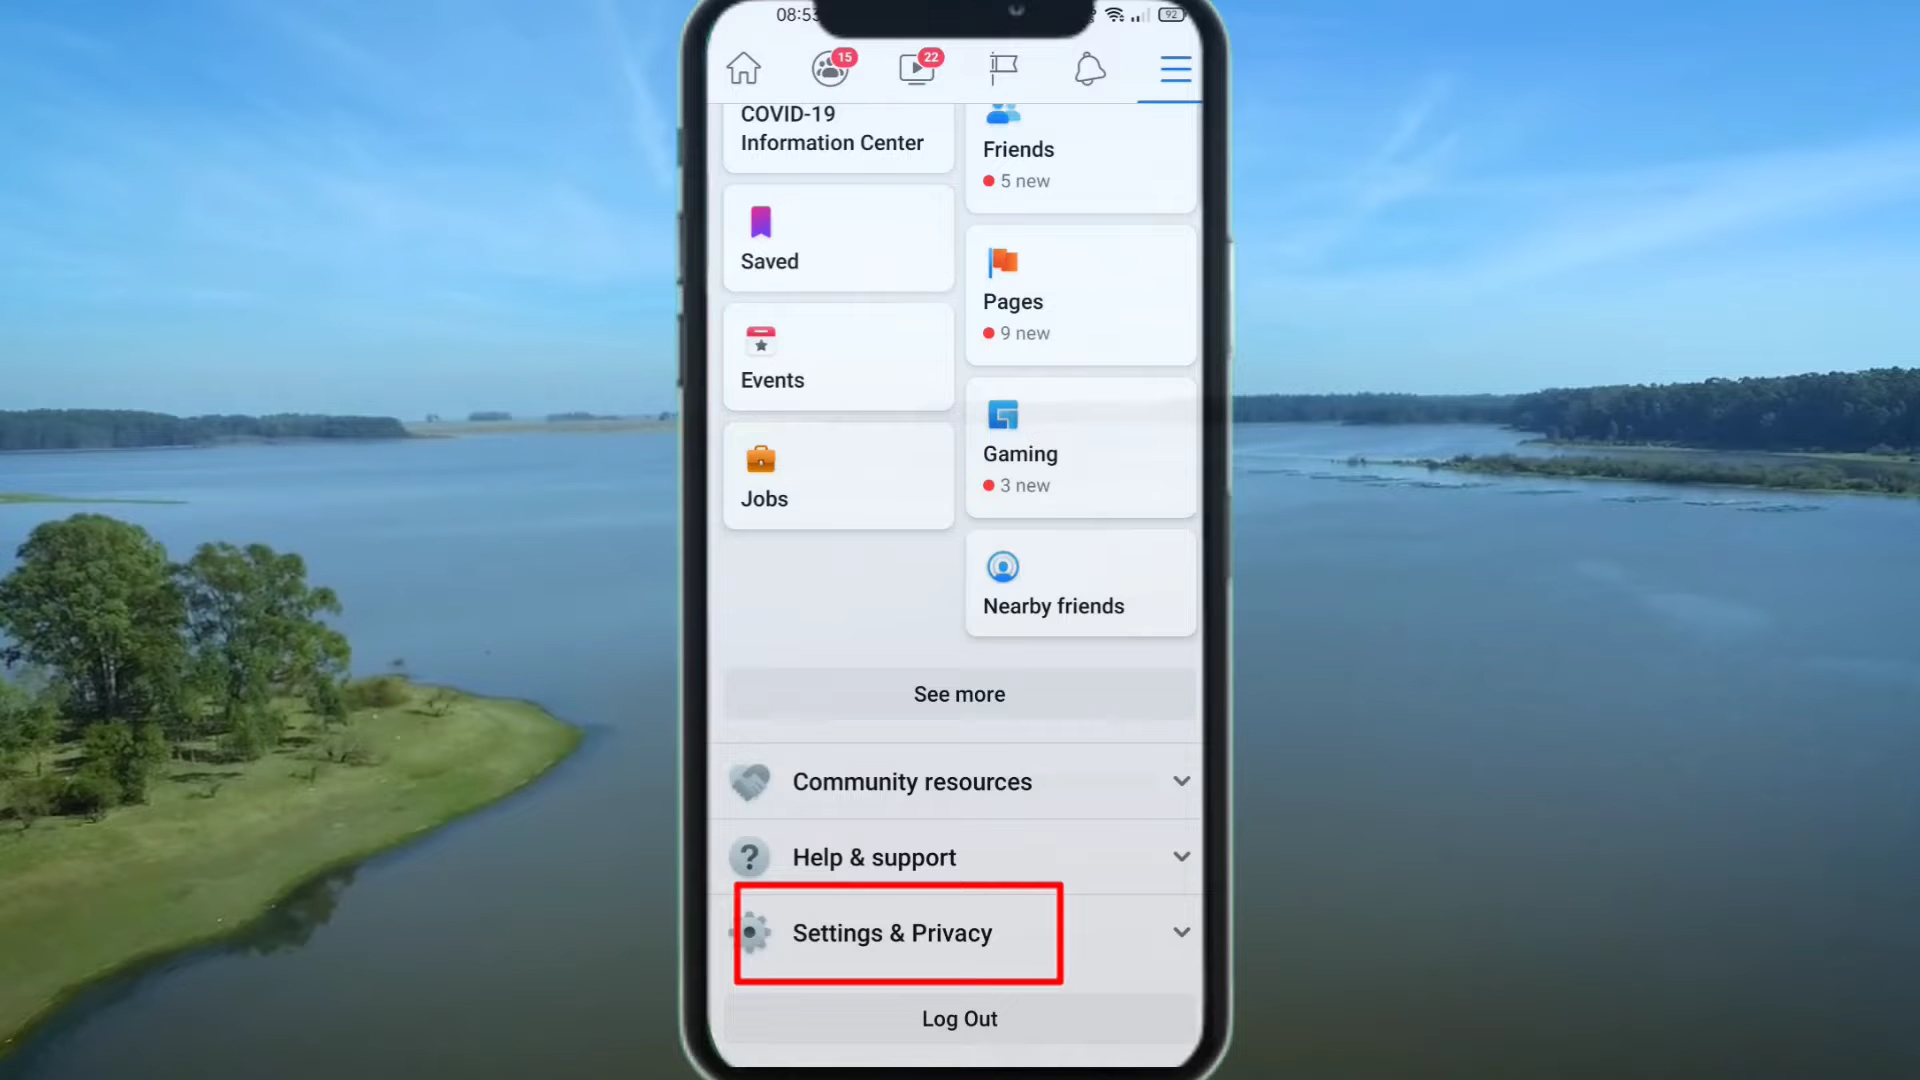 08:53
92
15
22
COVID-19
Information Center
Friends
5 new
Saved
Pages
9 new
Events
Gaming
3 new
Jobs
Nearby friends
See more
Community resources
Help & support
Settings & Privacy
Log Out